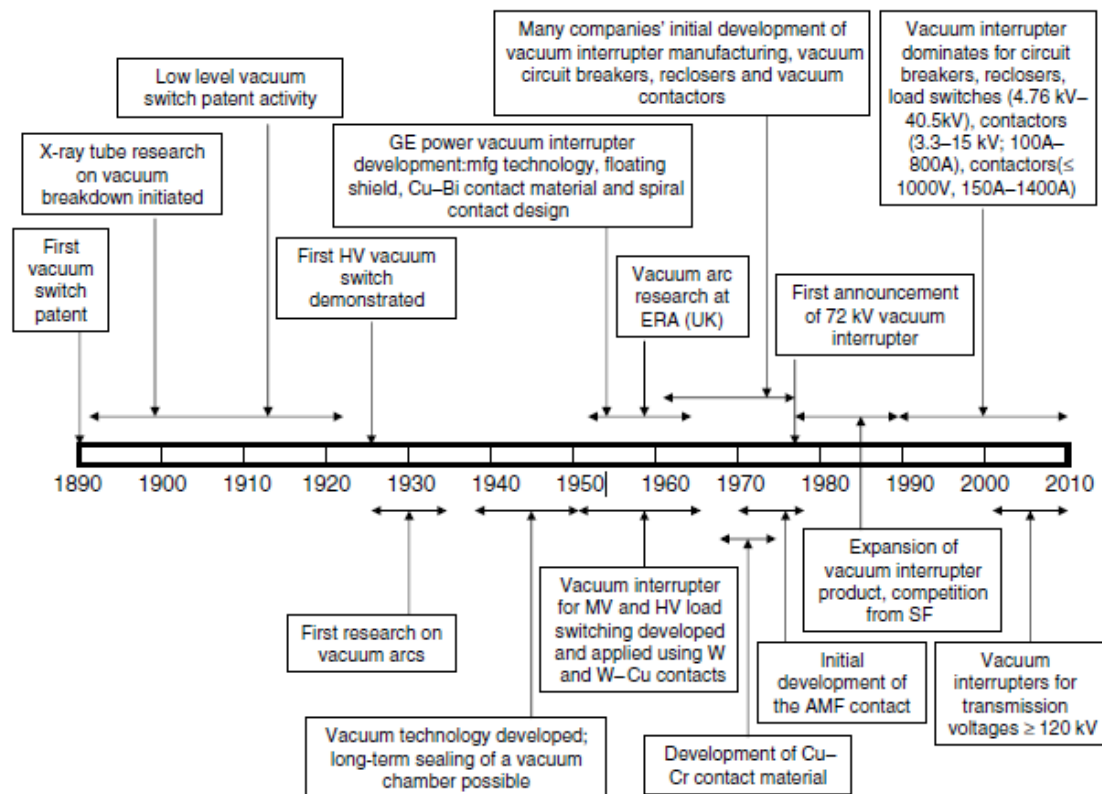 Many companies' initial development of
vacuum interrupter manufacturing, vacuum
circuit breakers, reclosers and vacuum
contactors
Vacuum interrupter
dominates for circuit
breakers, reclosers,
load switches (4.76 kV–
40.5kV), contactors
(3.3–15 kV; 100A–
800A), contactors(≤
1000V, 150A–1400A)
Low level vacuum
switch patent activity
GE power vacuum interrupter
development:mfg technology, floating
shield, Cu–Bi contact material and spiral
contact design
X-ray tube research
on vacuum
breakdown initiated
First
vacuum
switch
patent
First HV vacuum
switch
demonstrated
Vacuum arc
research at
ERA (UK)
First announcement
of 72 kV vacuum
interrupter
1890 1900 1910 1920 1930 1940 1950 1960 1970 1980 1990 2000 2010
First research on
vacuum arcs
Vacuum interrupter
for MV and HV load
switching developed
and applied using W
and W–Cu contacts
Expansion of
vacuum interrupter
product, competition
from SF
Initial
development of
the AMF contact
Vacuum
interrupters for
transmission
voltages ≥ 120 kV
Vacuum technology developed;
long-term sealing of a vacuum
chamber possible
Development of Cu–
Cr contact material